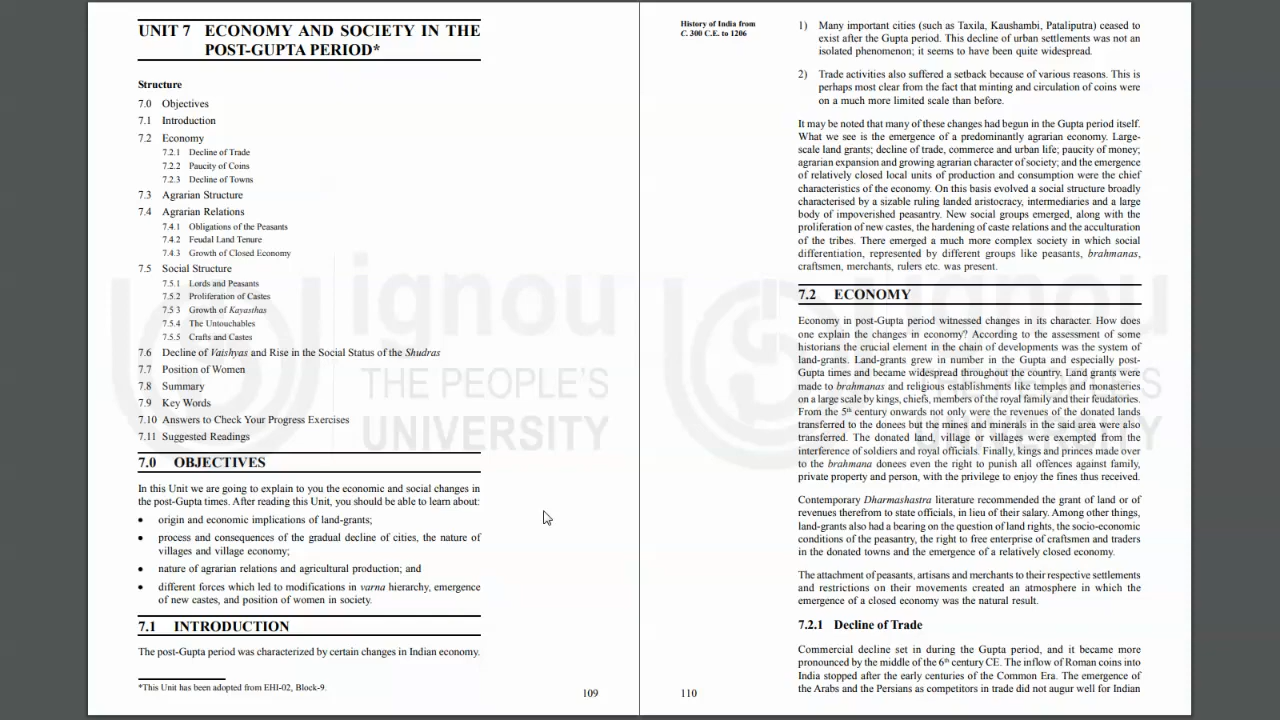 UNIT 7 ECONOMY AND SOCIETY IN THE
POST-GUPTA PERIOD*
Structure
7.0 Objectives
7.1 Introduction
7.2 Economy
7.2.1 Decline of Trade
7.2.2 Paucity of Coins
7.2.3 Decline of Towns
7.3 Agrarian Structure
7.4 Agrarian Relations
7.4.1 Obligations of the Peasants
7.4.2 Feudal Land Tenure
7.4.3 Growth of Closed Economy
7.5 Social Structure
7.5.1 Lords and Peasants
7.5.2 Proliferation of Castes
7.5 3 Growth of Kayasthas
7.5.4 The Untouchables
7.5.5 Crafts and Castes
7.6 Decline of Vaishyas and Rise in the Social Status of the Shudras
7.7 Position of Women
7.8 Summary
7.9 Key Words
7.10 Answers to Check Your Progress Exercises
7.11 Suggested Readings
7.0 OBJECTIVES
In this Unit we are going to explain to you the economic and social changes in
the post-Gupta times. After reading this Unit, you should be able to learn about:
• origin and economic implications of land-grants;
• process and consequences of the gradual decline of cities, the nature of
villages and village economy;
• nature of agrarian relations and agricultural production; and
• different forces which led to modifications in varna hierarchy, emergence
of new castes, and position of women in society.
7.1 INTRODUCTION
The post-Gupta period was characterized by certain changes in Indian economy.
*This Unit has been adopted from EHI-02, Block-9.
109
ignou
THE PEOPLE'S
UNIVERSITY
History of India from
C. 300 C.E. to 1206
1) Many important cities (such as Taxila, Kaushambi, Pataliputra) ceased to
exist after the Gupta period. This decline of urban settlements was not an
isolated phenomenon; it seems to have been quite widespread.
2) Trade activities also suffered a setback because of various reasons. This is
perhaps most clear from the fact that minting and circulation of coins were
on a much more limited scale than before.
It may be noted that many of these changes had begun in the Gupta period itself.
What we see is the emergence of a predominantly agrarian economy. Large-
scale land grants; decline of trade, commerce and urban life; paucity of money;
agrarian expansion and growing agrarian character of society; and the emergence
of relatively closed local units of production and consumption were the chief
characteristics of the economy. On this basis evolved a social structure broadly
characterised by a sizable ruling landed aristocracy, intermediaries and a large
body of impoverished peasantry. New social groups emerged, along with the
proliferation of new castes, the hardening of caste relations and the acculturation
of the tribes. There emerged a much more complex society in which social
differentiation, represented by different groups like peasants, brahmanas,
craftsmen, merchants, rulers etc. was present.
7.2 ECONOMY
Economy in post-Gupta period witnessed changes in its character. How does
one explain the changes in economy? According to the assessment of some
historians the crucial element in the chain of developments was the system of
land-grants. Land-grants grew in number in the Gupta and especially post-
Gupta times and became widespread throughout the country. Land grants were
made to brahmanas and religious establishments like temples and monasteries
on a large scale by kings, chiefs, members of the royal family and their feudatories.
From the 5th century onwards not only were the revenues of the donated lands
transferred to the donees but the mines and minerals in the said area were also
transferred. The donated land, village or villages were exempted from the
interference of soldiers and royal officials. Finally, kings and princes made over
to the brahmana donees even the right to punish all offences against family,
private property and person, with the privilege to enjoy the fines thus received.
Contemporary Dharmashastra literature recommended the grant of land or of
revenues therefrom to state officials, in lieu of their salary. Among other things,
land-grants also had a bearing on the question of land rights, the socio-economic
conditions of the peasantry, the right to free enterprise of craftsmen and traders
in the donated towns and the emergence of a relatively closed economy.
The attachment of peasants, artisans and merchants to their respective settlements
and restrictions on their movements created an atmosphere in which the
emergence of a closed economy was the natural result.
7.2.1 Decline of Trade
Commercial decline set in during the Gupta period, and it became more
pronounced by the middle of the 6th century CE. The inflow of Roman coins into
India stopped after the early centuries of the Common Era. The emergence of
the Arabs and the Persians as competitors in trade did not augur well for Indian
110
ignou
THE PEOPLE'S
UNIVERSITY